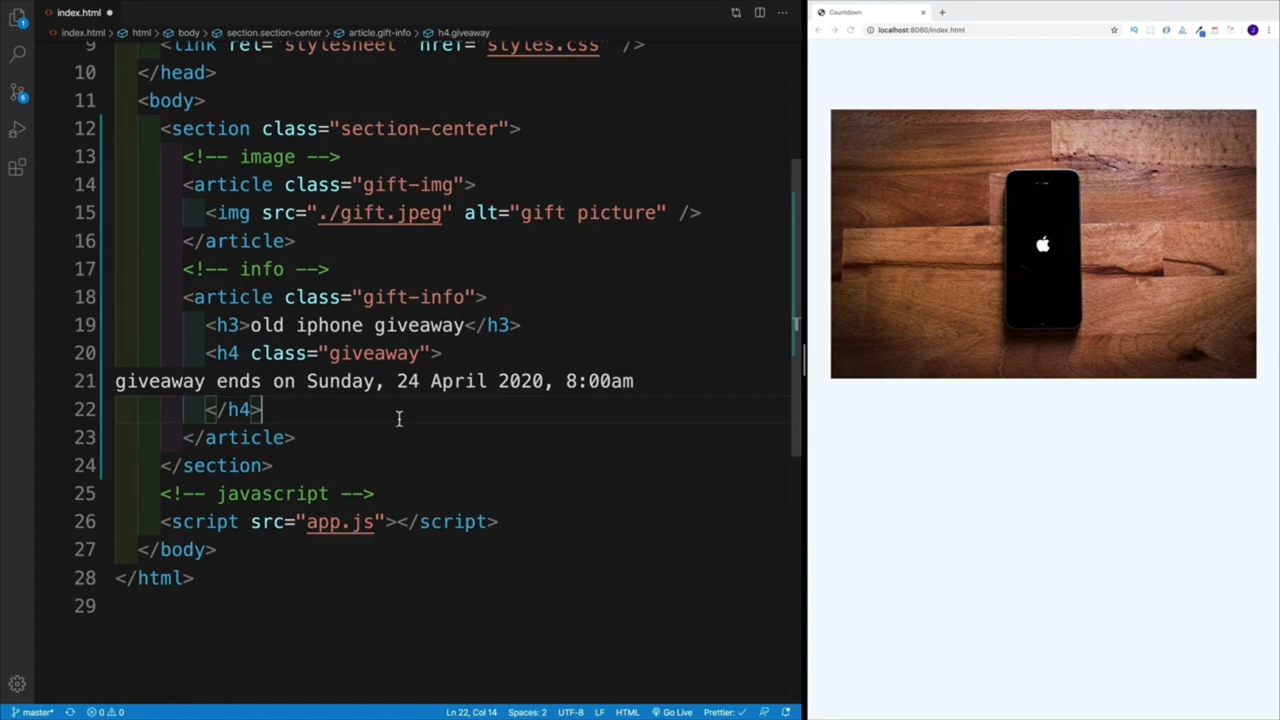 index.html
Countdown
localhost:8080/index.html
index.html > html > body > section.section-center > article.gift-info > h4.giveaway
9 <link rel="stylesheet" href="styles.css" />
10 </head>
11 <body>
12 <section class="section-center">
13 <!-- image -->
14 <article class="gift-img">
15 <img src="./gift.jpeg" alt="gift picture" />
16 </article>
17 <!-- info -->
18 <article class="gift-info">
19 <h3>old iphone giveaway</h3>
20 <h4 class="giveaway">
21 giveaway ends on Sunday, 24 April 2020, 8:00am
22 </h4>
23 </article>
24 </section>
25 <!-- javascript -->
26 <script src="app.js"></script>
27 </body>
28 </html>
29
master* 0 0 Ln 22, Col 14 Spaces: 2 UTF-8 LF HTML Go Live Prettier: ✓